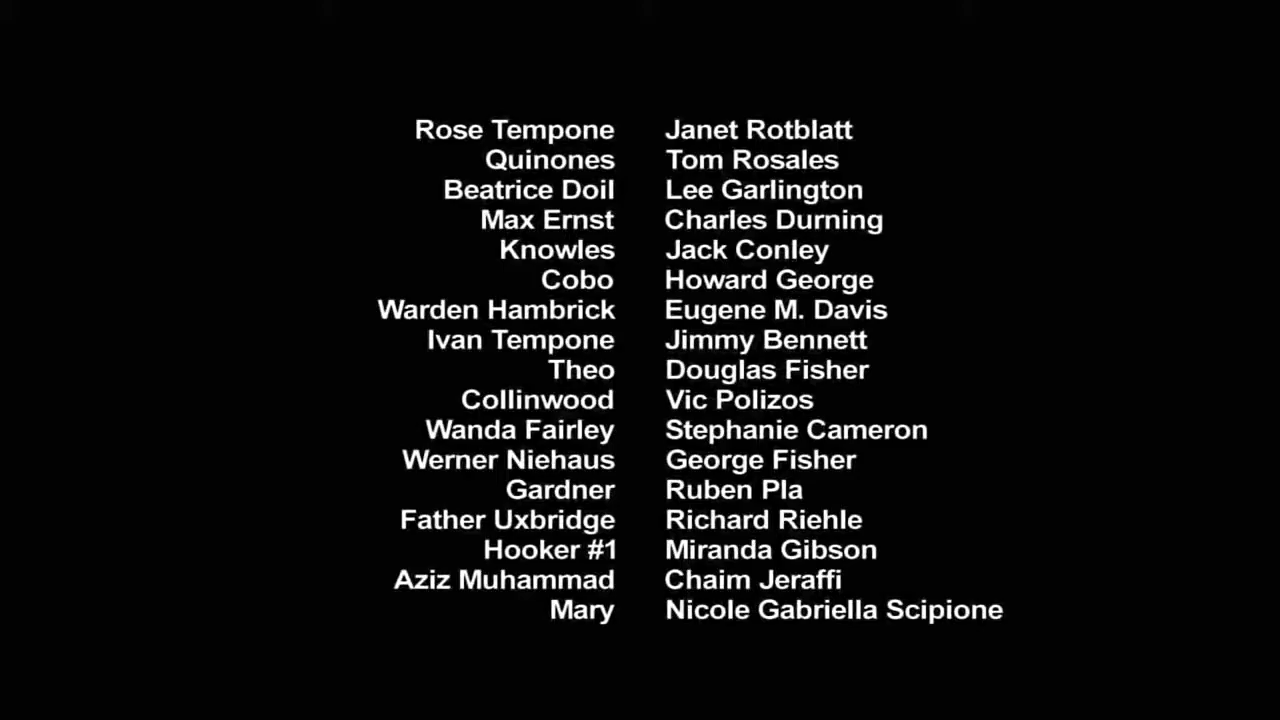 Rose Tempone Janet Rotblatt
Quinones Tom Rosales
Beatrice Doil Lee Garlington
Max Ernst Charles Durning
Knowles Jack Conley
Cobo Howard George
Warden Hambrick Eugene M. Davis
Ivan Tempone Jimmy Bennett
Theo Douglas Fisher
Collinwood Vic Polizos
Wanda Fairley Stephanie Cameron
Werner Niehaus George Fisher
Gardner Ruben Pla
Father Uxbridge Richard Riehle
Hooker #1 Miranda Gibson
Aziz Muhammad Chaim Jeraffi
Mary Nicole Gabriella Scipione